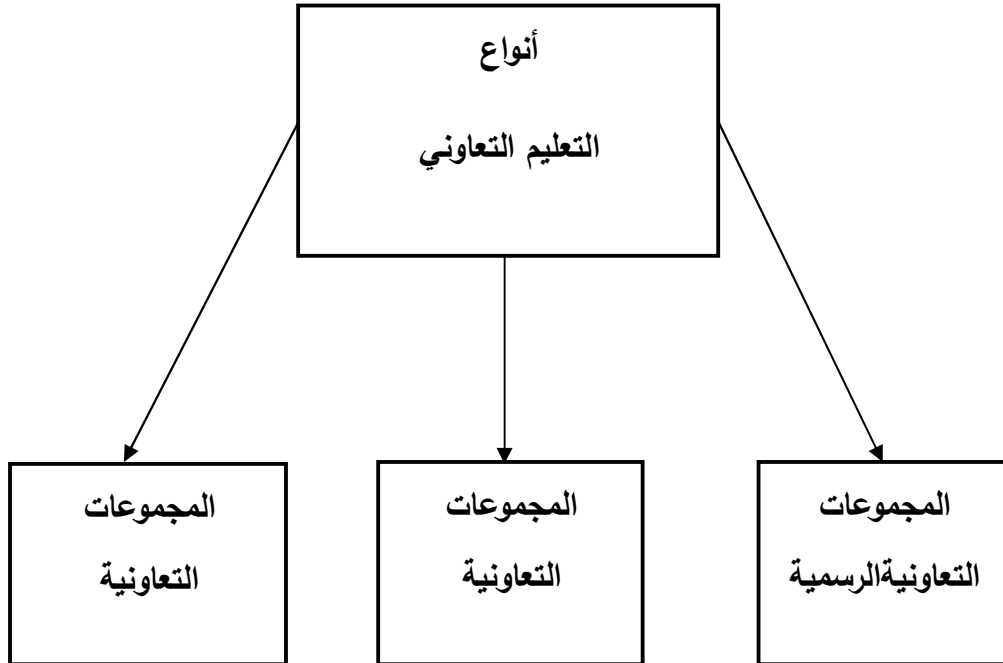 أنواع
التعليم التعاوني
المجموعات
التعاونيةالرسمية
المجموعات
التعاونية
المجموعات
التعاونية